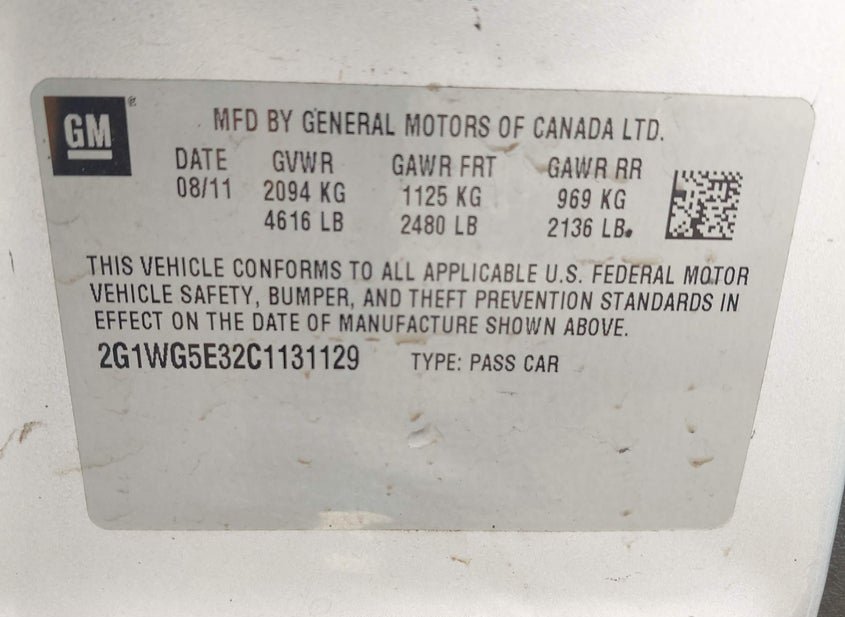 GM®
MFD BY GENERAL MOTORS OF CANADA LTD.
DATE GVWR GAWR FRT GAWR RR
08/11 2094 KG 1125 KG 969 KG
4616 LB 2480 LB 2136 LB.
THIS VEHICLE CONFORMS TO ALL APPLICABLE U.S. FEDERAL MOTOR
VEHICLE SAFETY, BUMPER, AND THEFT PREVENTION STANDARDS IN
EFFECT ON THE DATE OF MANUFACTURE SHOWN ABOVE.
2G1WG5E32C1131129 TYPE: PASS CAR